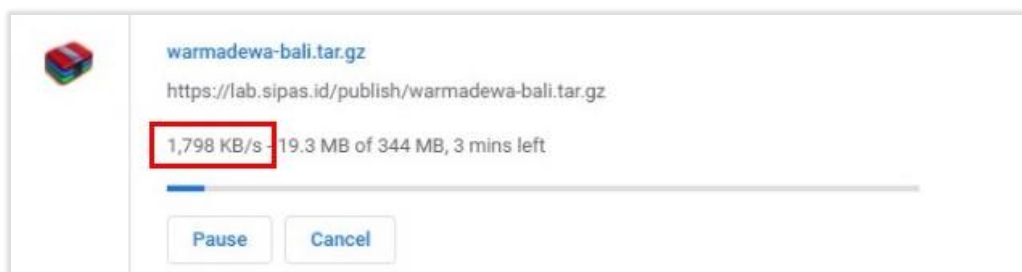 warmadewa-bali.tar.gz
https://lab.sipas.id/publish/warmadewa-bali.tar.gz
1,798 KB/s - 19.3 MB of 344 MB, 3 mins left
Pause Cancel